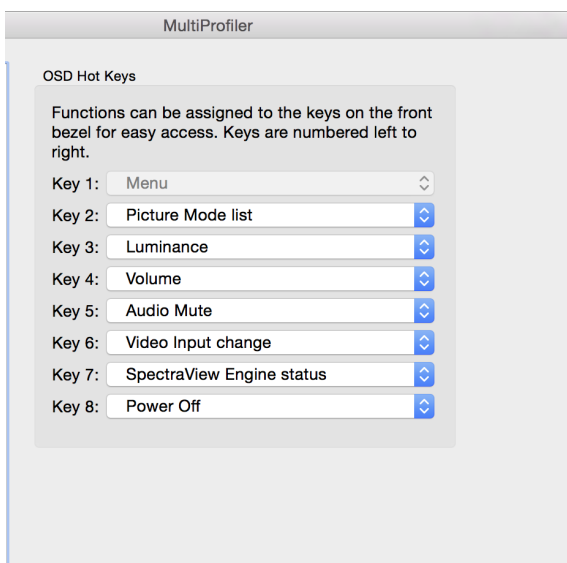 MultiProfiler
OSD Hot Keys
Functions can be assigned to the keys on the front
bezel for easy access. Keys are numbered left to
right.
Key 1: Menu
Key 2: Picture Mode list
Key 3: Luminance
Key 4: Volume
Key 5: Audio Mute
Key 6: Video Input change
Key 7: SpectraView Engine status
Key 8: Power Off